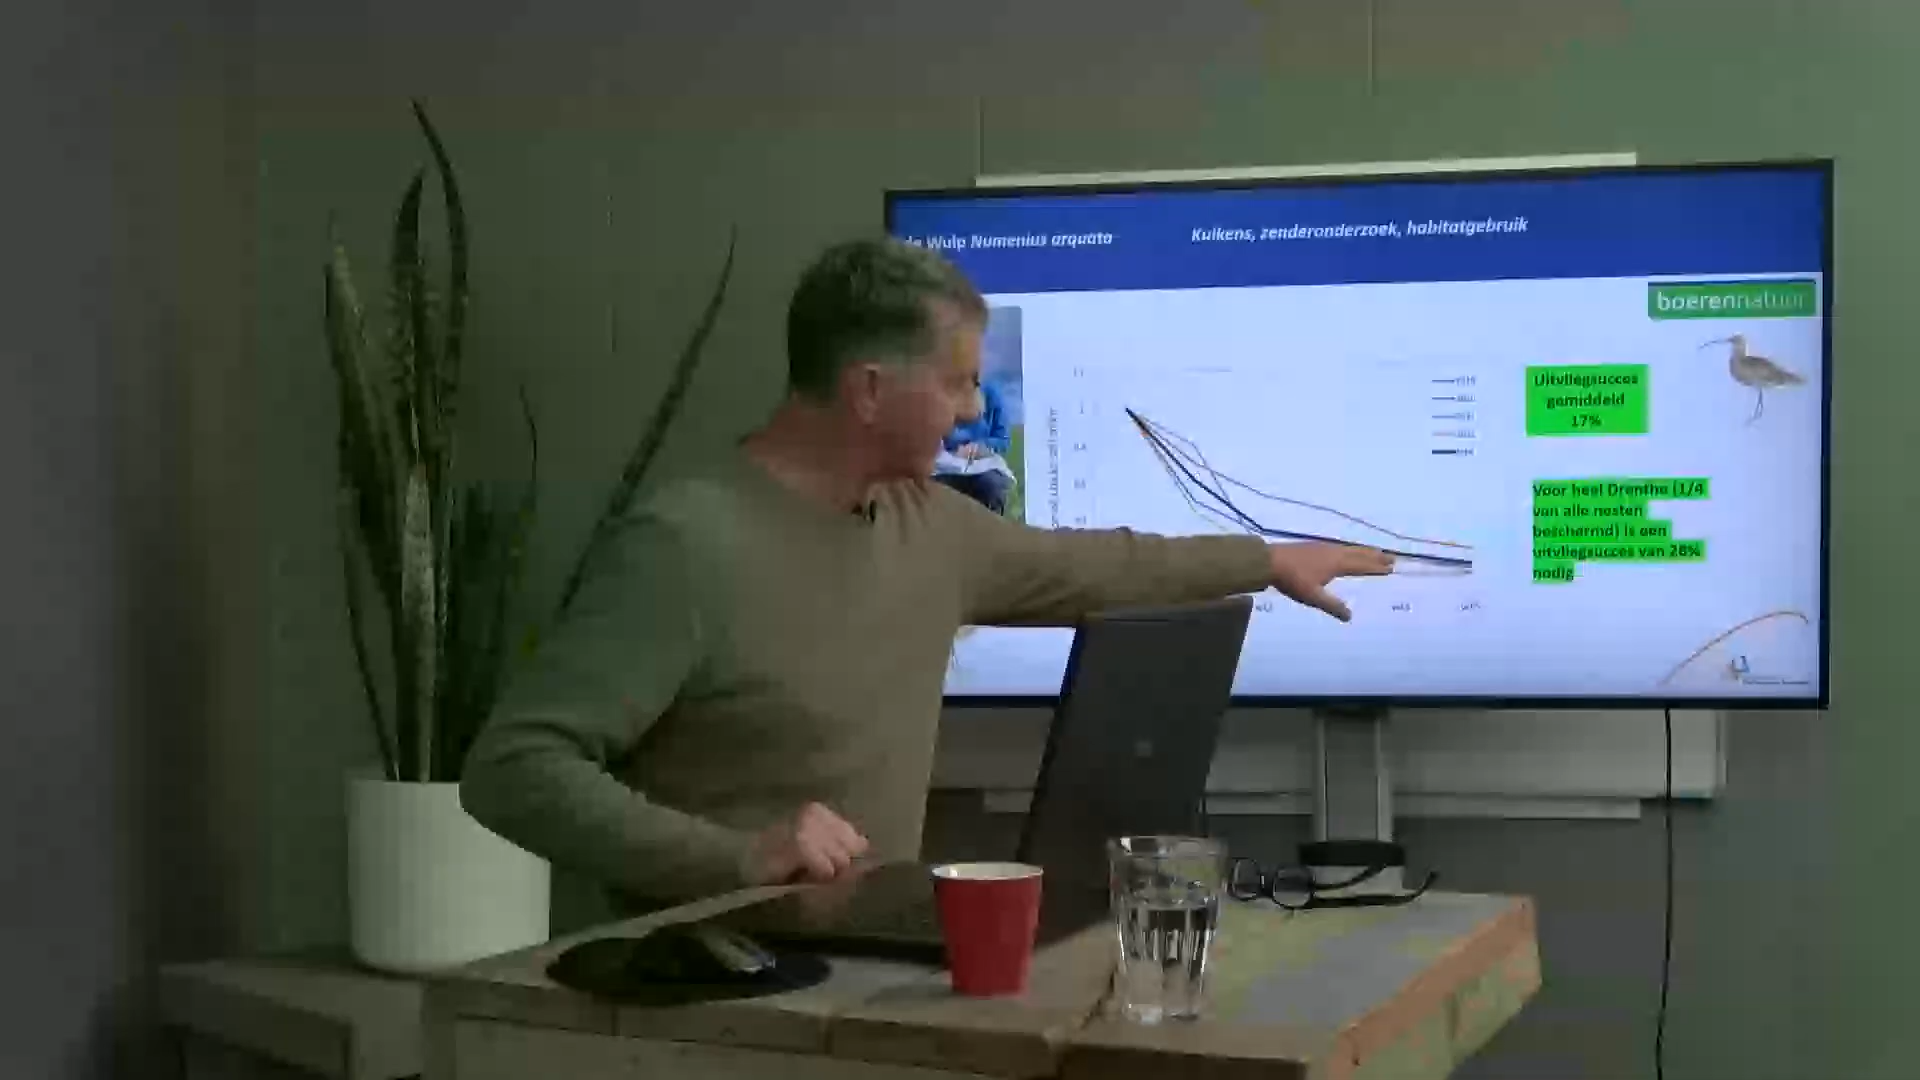 de Wulp Numenius arquata
Kuikens, zenderonderzoek, habitatgebruik
boerennatuur
Uitvliegsucces
gemiddeld
17%
Voor heel Drenthe (1/4
van alle nesten
beschermd) is een
uitvliegsucces van 28%
nodig